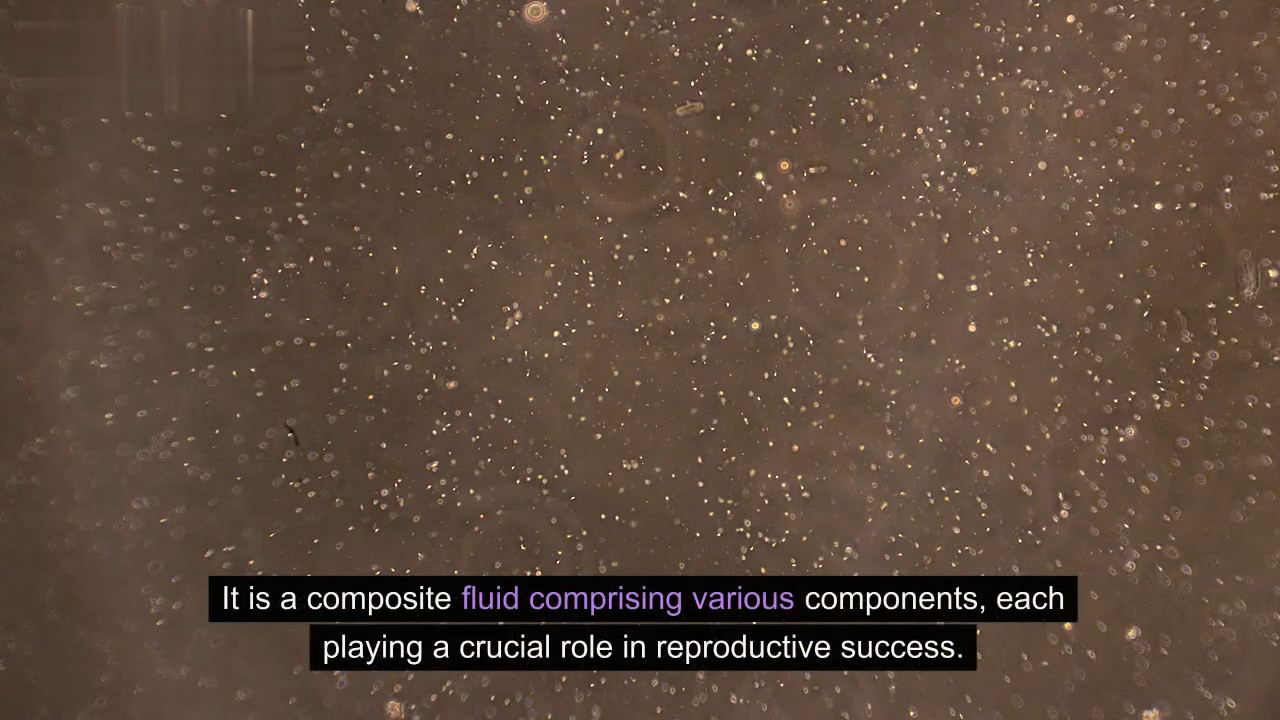 It is a composite fluid comprising various components, each
playing a crucial role in reproductive success.